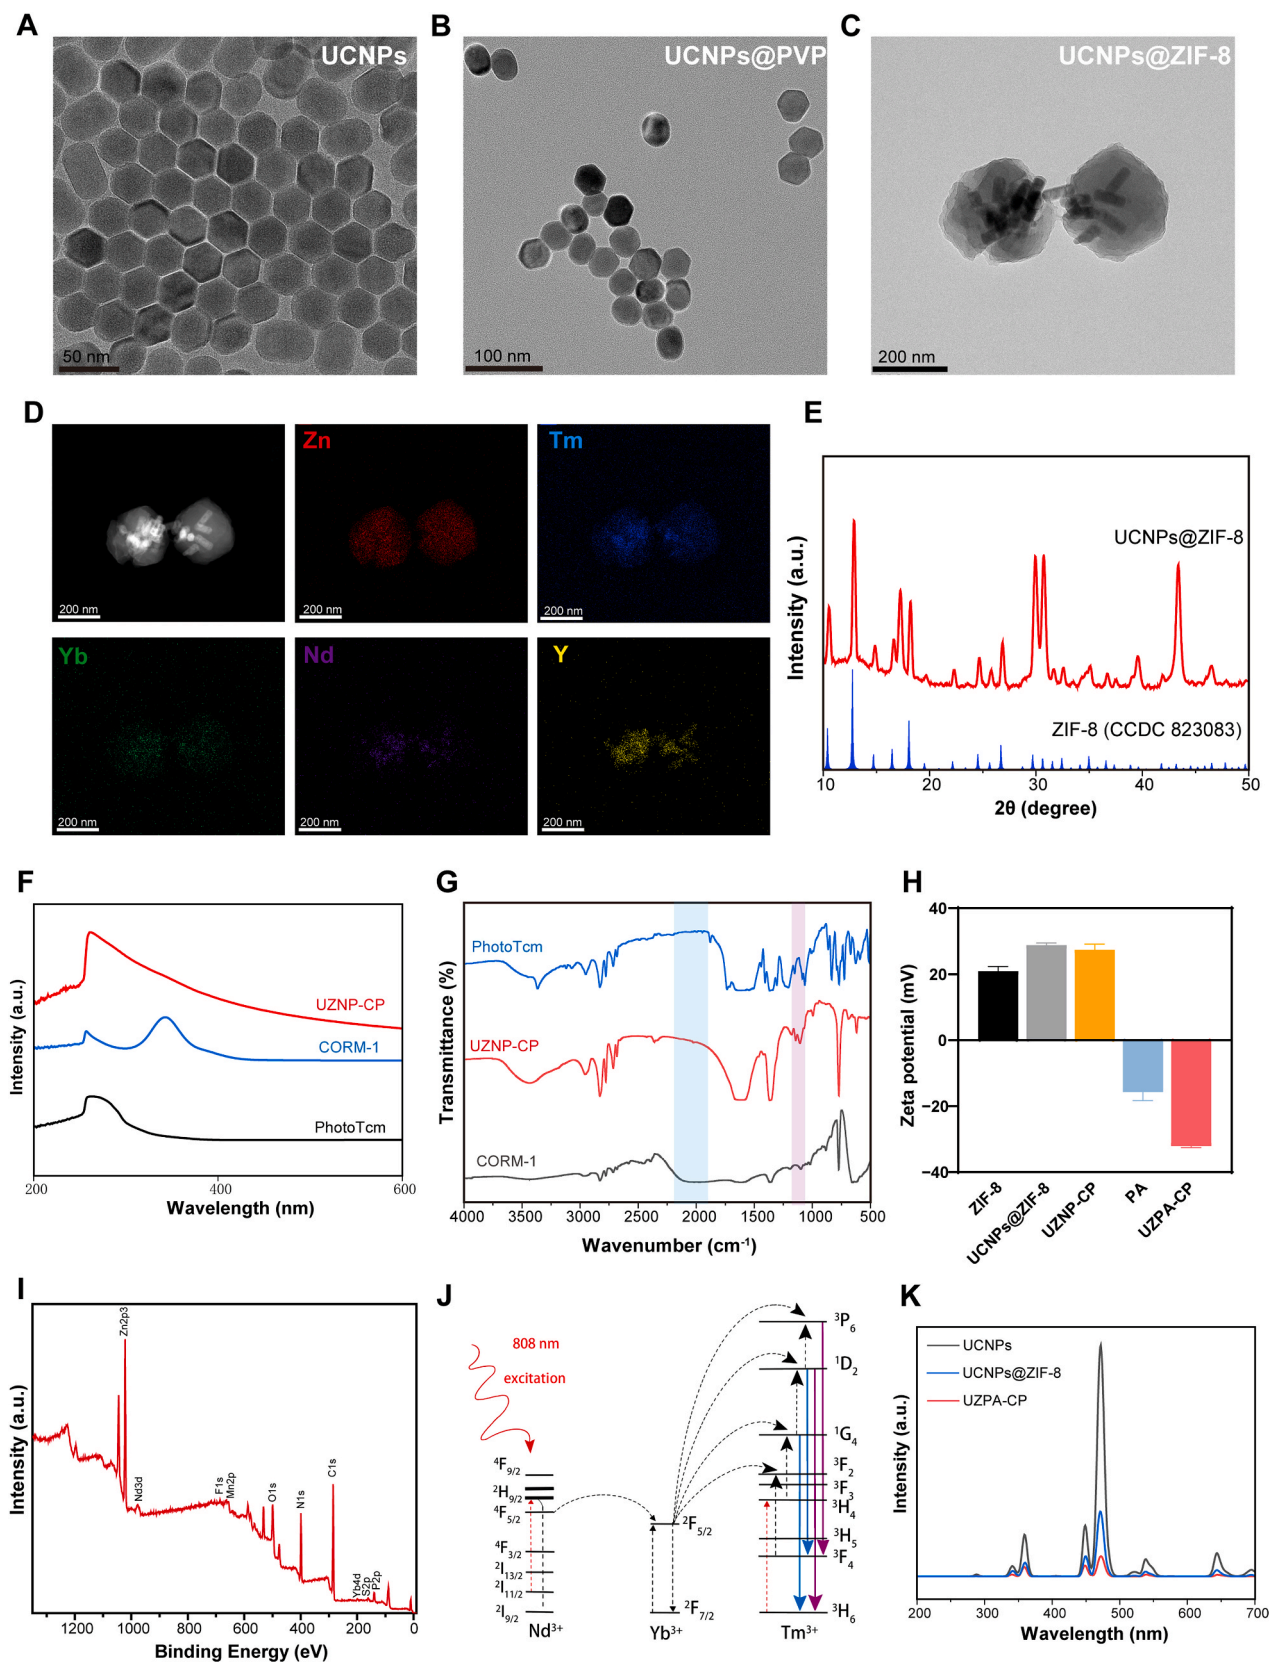 A
UCNPs
50 nm
B
UCNPs@PVP
100 nm
C
UCNPs@ZIF-8
200 nm
D
200 nm
Zn
200 nm
Tm
200 nm
Yb
200 nm
Nd
200 nm
Y
200 nm
E
Intensity (a.u.)
UCNPs@ZIF-8
ZIF-8 (CCDC 823083)
10 20 30 40 50
2θ (degree)
F
Intensity (a.u.)
UZNP-CP
CORM-1
PhotoTcm
200 400 600
Wavelength (nm)
G
Transmittance (%)
PhotoTcm
UZNP-CP
CORM-1
4000 3500 3000 2500 2000 1500 1000 500
Wavenumber (cm⁻¹)
H
Zeta potential (mV)
40
20
0
−20
−40
ZIF-8
UCNPs@ZIF-8
UZNP-CP
PA
UZPA-CP
I
Intensity (a.u.)
Zn2p3
Nd3d
F1s
Mn2p
O1s
N1s
C1s
Yb4d
S2p
P2p
1200 1000 800 600 400 200 0
Binding Energy (eV)
J
808 nm
excitation
⁴F₉/₂
²H₉/₂
⁴F₅/₂
⁴F₃/₂
²I₁₃/₂
²I₁₁/₂
²I₉/₂
Nd³⁺
²F₅/₂
²F₇/₂
Yb³⁺
³P₆
¹D₂
¹G₄
³F₂
³F₃
³H₄
³H₅
³F₄
³H₆
Tm³⁺
K
Intensity (a.u.)
UCNPs
UCNPs@ZIF-8
UZPA-CP
200 300 400 500 600 700
Wavelength (nm)